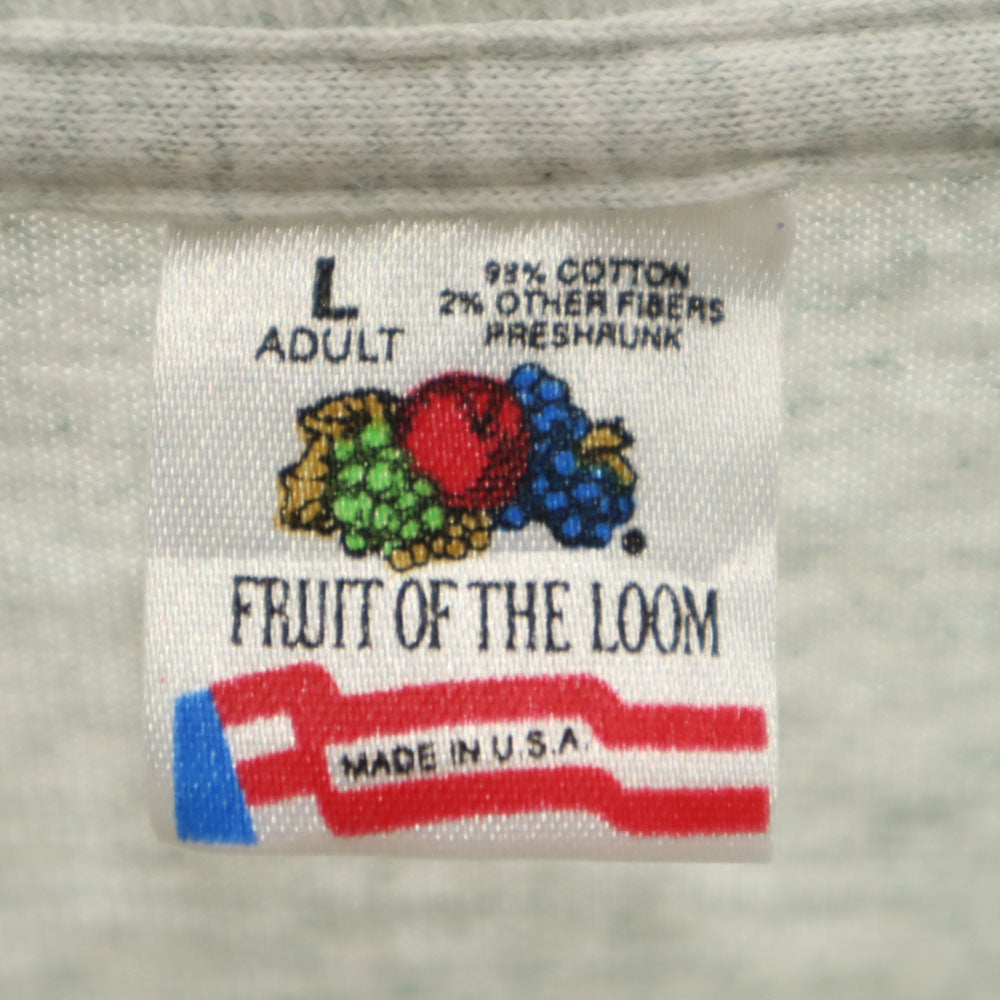 L
ADULT
98% COTTON
2% OTHER FIBERS
PRESHRUNK
FRUIT OF THE LOOM
MADE IN U.S.A.